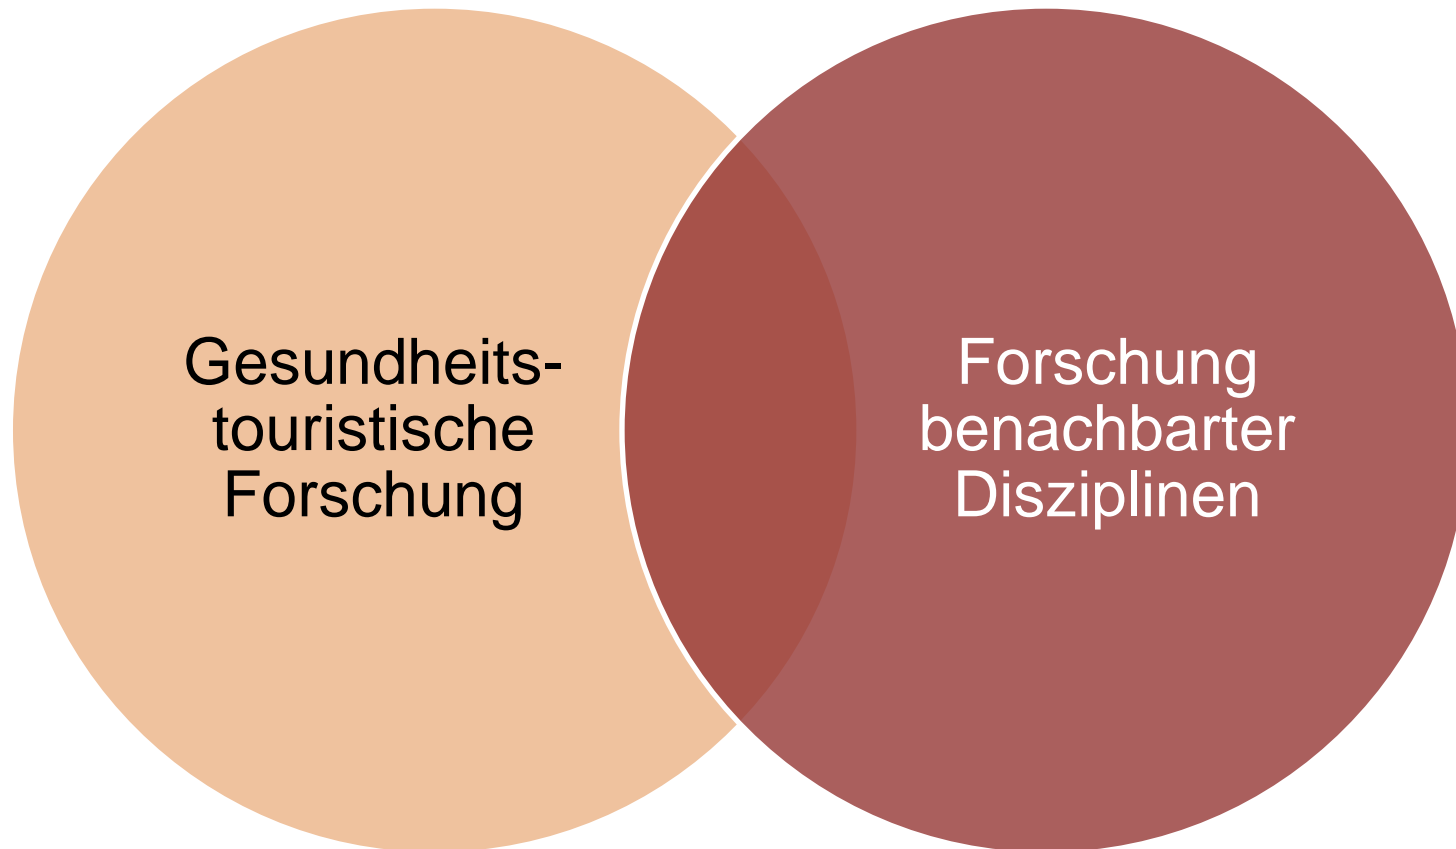 Gesundheits-
touristische
Forschung
Forschung
benachbarter
Disziplinen